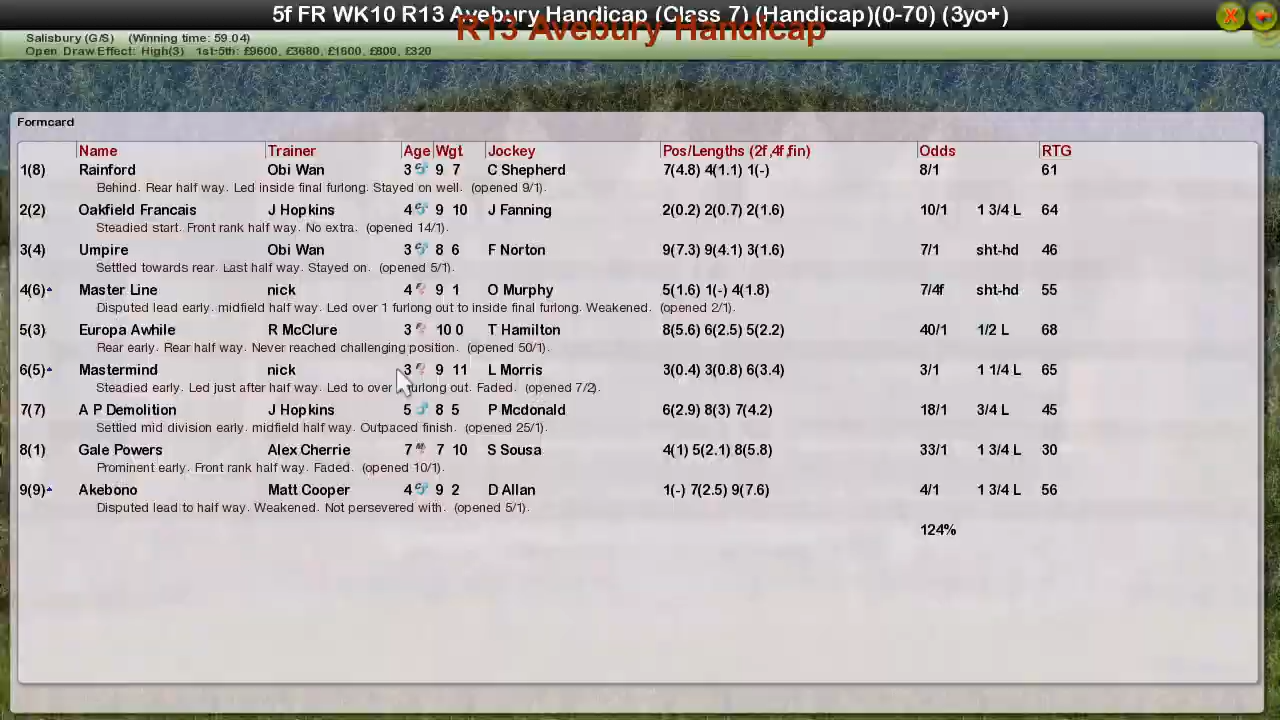 5f FR WK10 R13 Avebury Handicap (Class 7) (Handicap)(0-70) (3yo+)
R13 Avebury Handicap
Salisbury (G/S) (Winning time: 59.04)
Open Draw Effect: High(3) 1st-5th: £9600, £3680, £1600, £800, £320
Formcard
Name Trainer Age Wgt Jockey Pos/Lengths (2f,4f,fin) Odds RTG
1(8) Rainford Obi Wan 3 9 7 C Shepherd 7(4.8) 4(1.1) 1(-) 8/1 61
Behind. Rear half way. Led inside final furlong. Stayed on well. (opened 9/1).
2(2) Oakfield Francais J Hopkins 4 9 10 J Fanning 2(0.2) 2(0.7) 2(1.6) 10/1 1 3/4 L 64
Steadied start. Front rank half way. No extra. (opened 14/1).
3(4) Umpire Obi Wan 3 8 6 F Norton 9(7.3) 9(4.1) 3(1.6) 7/1 sht-hd 46
Settled towards rear. Last half way. Stayed on. (opened 5/1).
4(6) Master Line nick 4 9 1 O Murphy 5(1.6) 1(-) 4(1.8) 7/4f sht-hd 55
Disputed lead early. midfield half way. Led over 1 furlong out to inside final furlong. Weakened. (opened 2/1).
5(3) Europa Awhile R McClure 3 10 0 T Hamilton 8(5.6) 6(2.5) 5(2.2) 40/1 1/2 L 68
Rear early. Rear half way. Never reached challenging position. (opened 50/1).
6(5) Mastermind nick 3 9 11 L Morris 3(0.4) 3(0.8) 6(3.4) 3/1 1 1/4 L 65
Steadied early. Led just after half way. Led to over furlong out. Faded. (opened 7/2).
7(7) A P Demolition J Hopkins 5 8 5 P Mcdonald 6(2.9) 8(3) 7(4.2) 18/1 3/4 L 45
Settled mid division early. midfield half way. Outpaced finish. (opened 25/1).
8(1) Gale Powers Alex Cherrie 7 7 10 S Sousa 4(1) 5(2.1) 8(5.8) 33/1 1 3/4 L 30
Prominent early. Front rank half way. Faded. (opened 10/1).
9(9) Akebono Matt Cooper 4 9 2 D Allan 1(-) 7(2.5) 9(7.6) 4/1 1 3/4 L 56
Disputed lead to half way. Weakened. Not persevered with. (opened 5/1).
124%